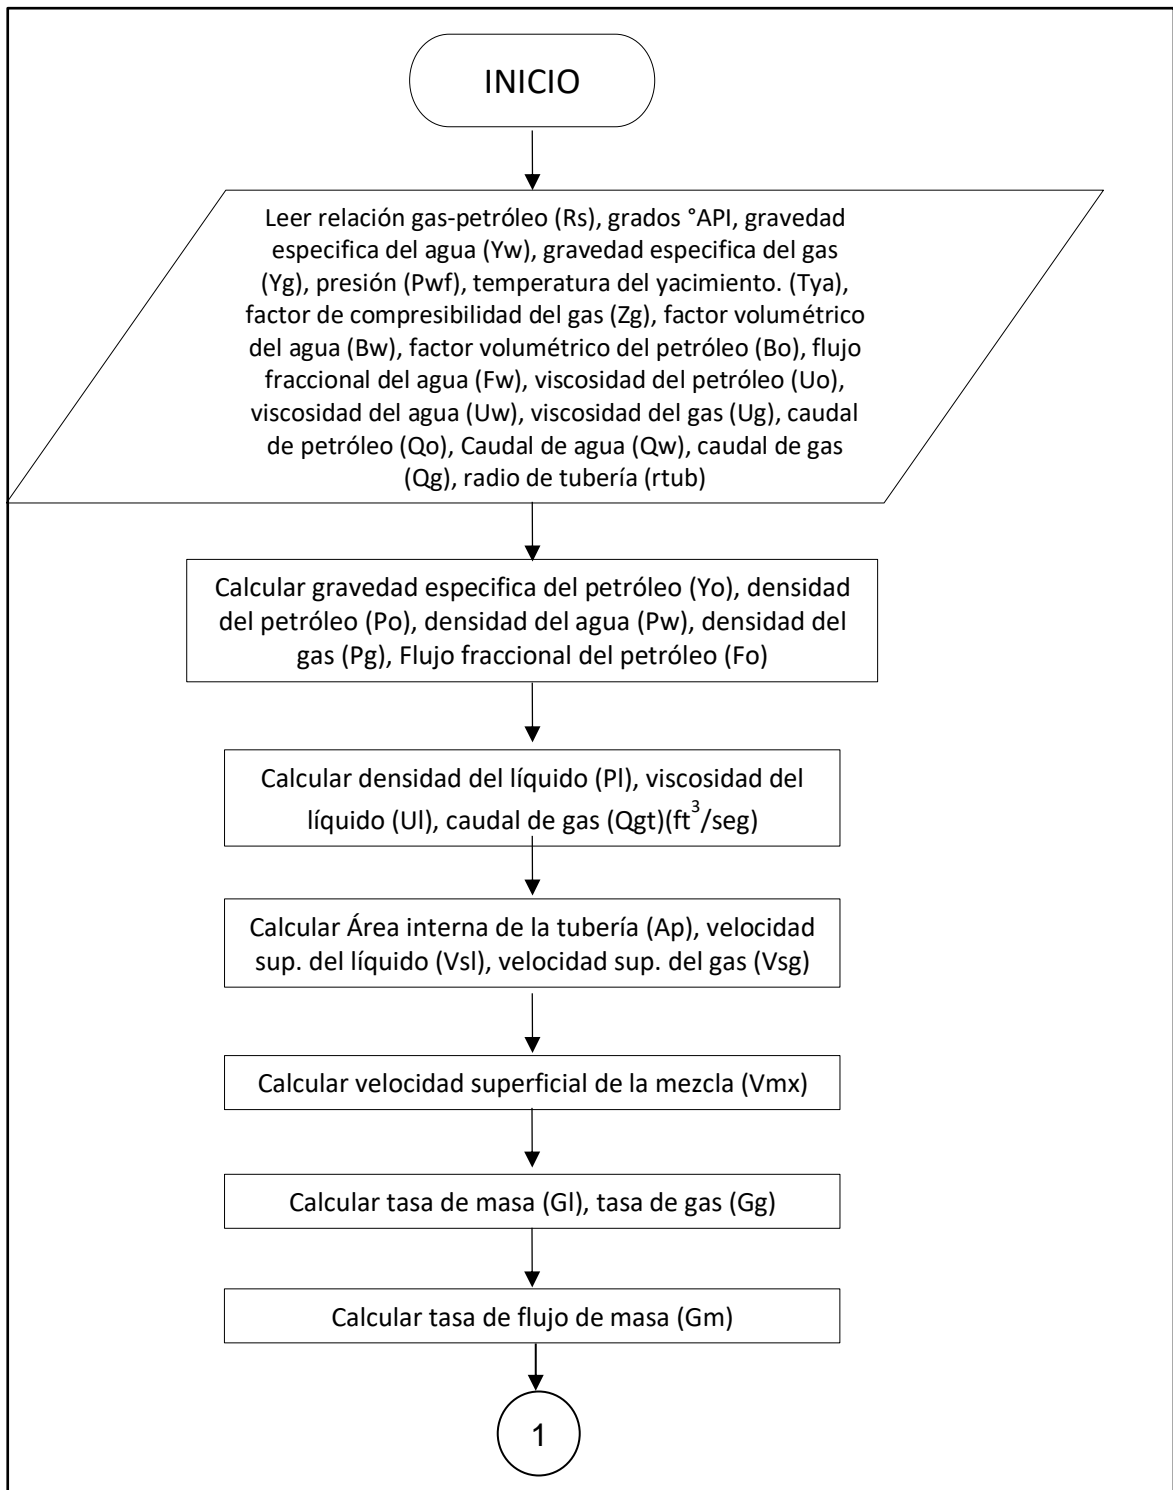 INICIO
Leer relación gas-petróleo (Rs), grados °API, gravedad
especifica del agua (Yw), gravedad especifica del gas
(Yg), presión (Pwf), temperatura del yacimiento. (Tya),
factor de compresibilidad del gas (Zg), factor volumétrico
del agua (Bw), factor volumétrico del petróleo (Bo), flujo
fraccional del agua (Fw), viscosidad del petróleo (Uo),
viscosidad del agua (Uw), viscosidad del gas (Ug), caudal
de petróleo (Qo), Caudal de agua (Qw), caudal de gas
(Qg), radio de tubería (rtub)
Calcular gravedad especifica del petróleo (Yo), densidad
del petróleo (Po), densidad del agua (Pw), densidad del
gas (Pg), Flujo fraccional del petróleo (Fo)
Calcular densidad del líquido (Pl), viscosidad del
líquido (Ul), caudal de gas (Qgt)(ft³/seg)
Calcular Área interna de la tubería (Ap), velocidad
sup. del líquido (Vsl), velocidad sup. del gas (Vsg)
Calcular velocidad superficial de la mezcla (Vmx)
Calcular tasa de masa (Gl), tasa de gas (Gg)
Calcular tasa de flujo de masa (Gm)
1